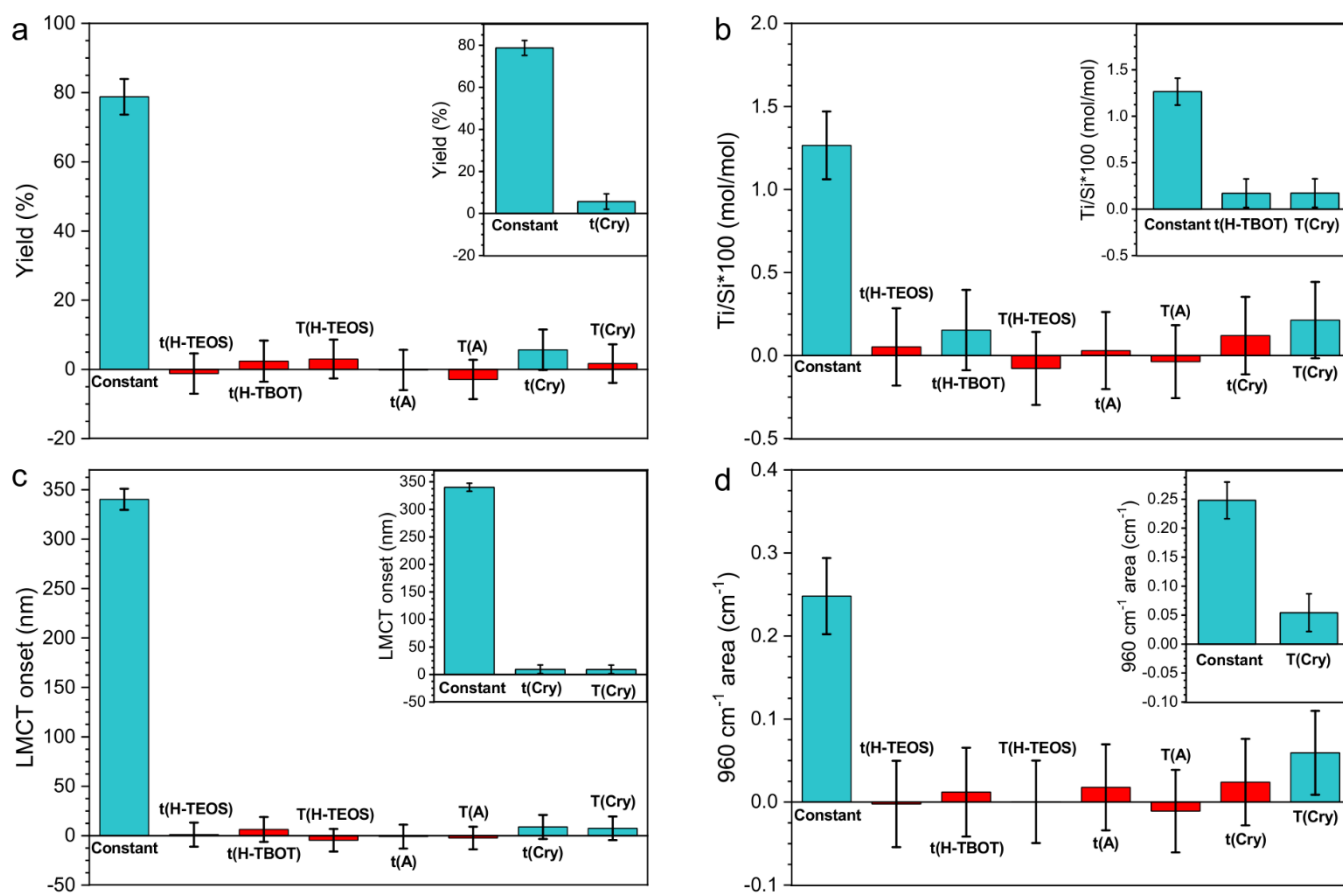 a
Yield (%)
100
80
60
40
20
0
-20
Constant
t(H-TEOS)
t(H-TBOT)
T(H-TEOS)
t(A)
T(A)
t(Cry)
T(Cry)
Yield (%)
80
60
40
20
0
-20
Constant
t(Cry)
b
Ti/Si*100 (mol/mol)
2.0
1.5
1.0
0.5
0.0
-0.5
Constant
t(H-TEOS)
t(H-TBOT)
T(H-TEOS)
t(A)
T(A)
t(Cry)
T(Cry)
Ti/Si*100 (mol/mol)
1.5
1.0
0.5
0.0
-0.5
Constant t(H-TBOT) T(Cry)
c
LMCT onset (nm)
350
300
250
200
150
100
50
0
-50
Constant
t(H-TEOS)
t(H-TBOT)
T(H-TEOS)
t(A)
T(A)
t(Cry)
T(Cry)
LMCT onset (nm)
350
300
250
200
150
100
50
0
-50
Constant t(Cry) T(Cry)
d
960 cm⁻¹ area (cm⁻¹)
0.4
0.3
0.2
0.1
0.0
-0.1
Constant
t(H-TEOS)
t(H-TBOT)
T(H-TEOS)
t(A)
T(A)
t(Cry)
T(Cry)
960 cm⁻¹ area (cm⁻¹)
0.25
0.20
0.15
0.10
0.05
0.00
-0.05
-0.10
Constant T(Cry)